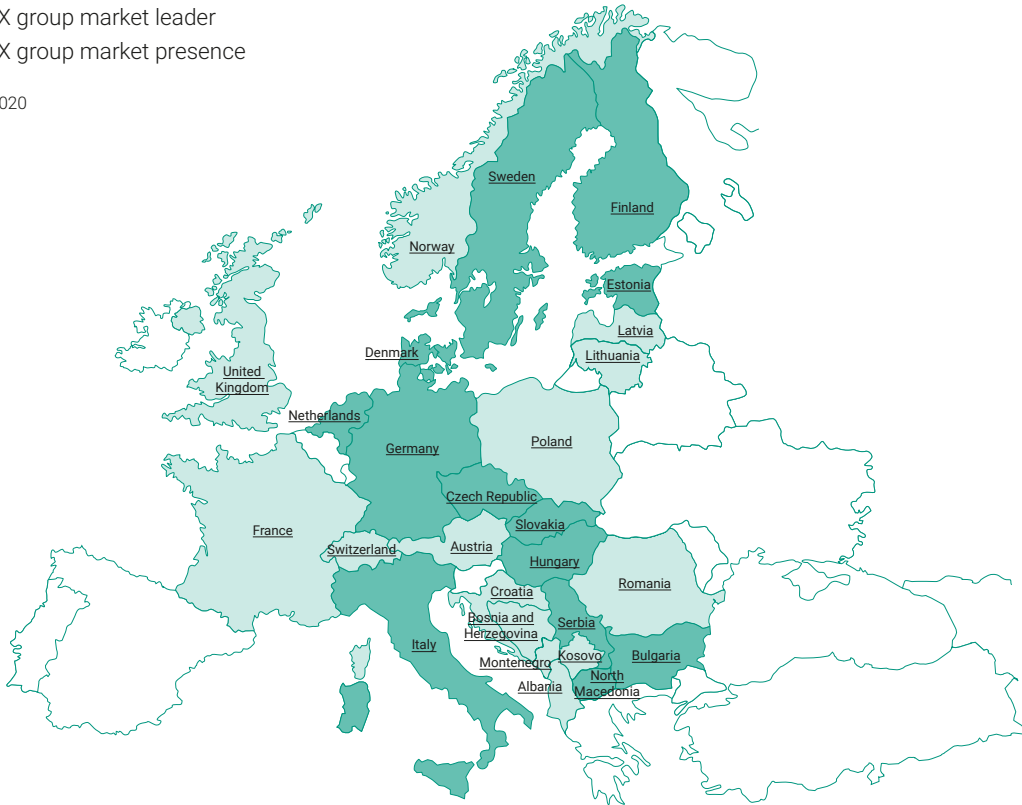 X group market leader
X group market presence
020
Sweden
Finland
Norway
Estonia
Latvia
Denmark
Lithuania
United
Kingdom
Netherlands
Poland
Germany
Czech Republic
Slovakia
France
Austria
Switzerland
Hungary
Romania
Croatia
Bosnia and
Herzegovina
Serbia
Italy
Kosovo
Bulgaria
Montenegro
North
Macedonia
Albania